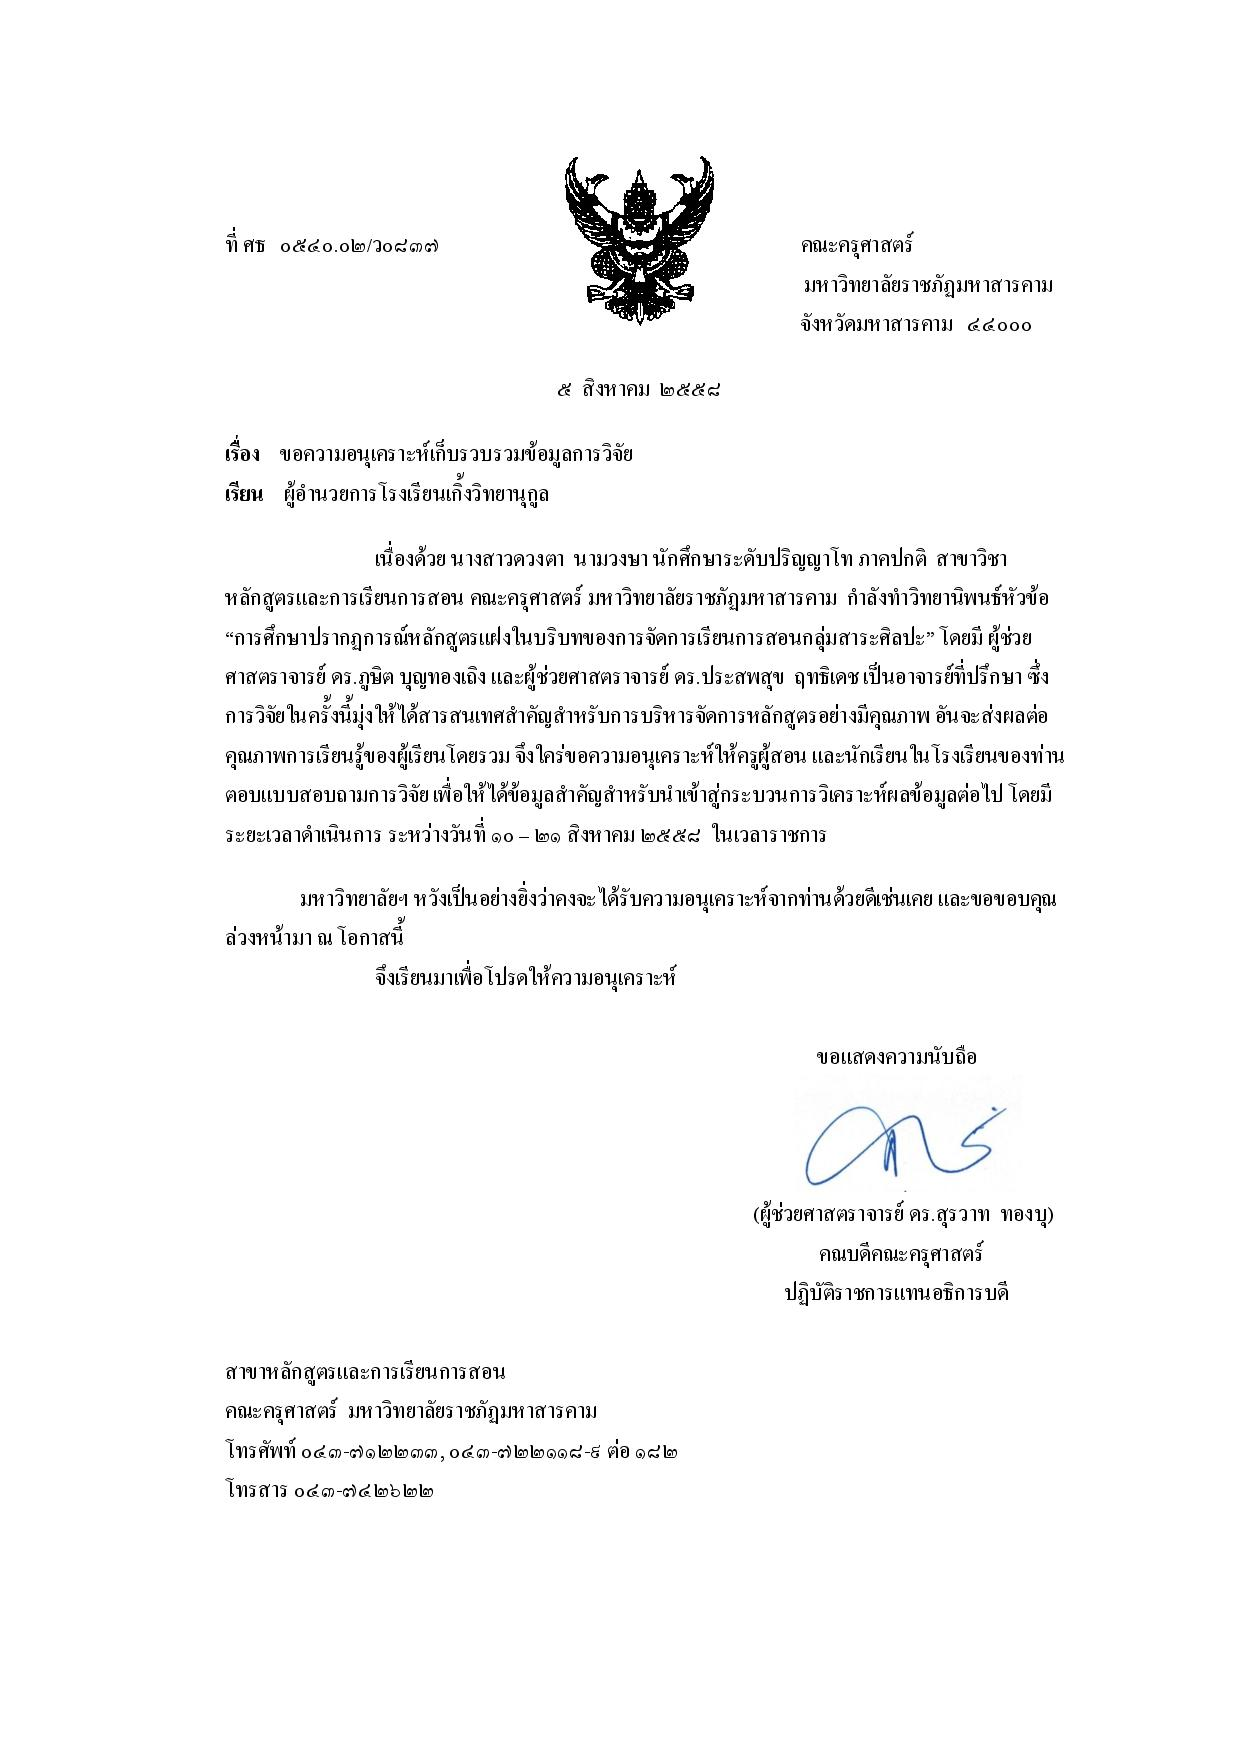 ที่ ศธ ๐๕๔๐.๐๒/ว๐๘๓๗
คณะครุศาสตร์
มหาวิทยาลัยราชภัฏมหาสารคาม
จังหวัดมหาสารคาม ๔๔๐๐๐
๕ สิงหาคม ๒๕๕๘
เรื่อง ขอความอนุเคราะห์เก็บรวบรวมข้อมูลการวิจัย
เรียน ผู้อำนวยการโรงเรียนเกิ้งวิทยานุกูล
เนื่องด้วย นางสาวดวงตา นามวงษา นักศึกษาระดับปริญญาโท ภาคปกติ สาขาวิชา
หลักสูตรและการเรียนการสอน คณะครุศาสตร์ มหาวิทยาลัยราชภัฏมหาสารคาม กำลังทำวิทยานิพนธ์หัวข้อ
“การศึกษาปรากฏการณ์หลักสูตรแฝงในบริบทของการจัดการเรียนการสอนกลุ่มสาระศิลปะ” โดยมี ผู้ช่วย
ศาสตราจารย์ ดร.ภูษิต บุญทองเถิง และผู้ช่วยศาสตราจารย์ ดร.ประสพสุข ฤทธิเดช เป็นอาจารย์ที่ปรึกษา ซึ่ง
การวิจัยในครั้งนี้มุ่งให้ได้สารสนเทศสำคัญสำหรับการบริหารจัดการหลักสูตรอย่างมีคุณภาพ อันจะส่งผลต่อ
คุณภาพการเรียนรู้ของผู้เรียนโดยรวม จึงใคร่ขอความอนุเคราะห์ให้ครูผู้สอน และนักเรียนในโรงเรียนของท่าน
ตอบแบบสอบถามการวิจัย เพื่อให้ได้ข้อมูลสำคัญสำหรับนำเข้าสู่กระบวนการวิเคราะห์ผลข้อมูลต่อไป โดยมี
ระยะเวลาดำเนินการ ระหว่างวันที่ ๑๐ – ๒๑ สิงหาคม ๒๕๕๘ ในเวลาราชการ
มหาวิทยาลัยฯ หวังเป็นอย่างยิ่งว่าคงจะได้รับความอนุเคราะห์จากท่านด้วยดีเช่นเคย และขอขอบคุณ
ล่วงหน้ามา ณ โอกาสนี้
จึงเรียนมาเพื่อโปรดให้ความอนุเคราะห์
ขอแสดงความนับถือ
(ผู้ช่วยศาสตราจารย์ ดร.สุรวาท ทองบุ)
คณบดีคณะครุศาสตร์
ปฏิบัติราชการแทนอธิการบดี
สาขาหลักสูตรและการเรียนการสอน
คณะครุศาสตร์ มหาวิทยาลัยราชภัฏมหาสารคาม
โทรศัพท์ ๐๔๓-๗๑๒๒๓๓, ๐๔๓-๗๒๒๑๑๘-๙ ต่อ ๑๘๒
โทรสาร ๐๔๓-๗๔๒๖๒๒